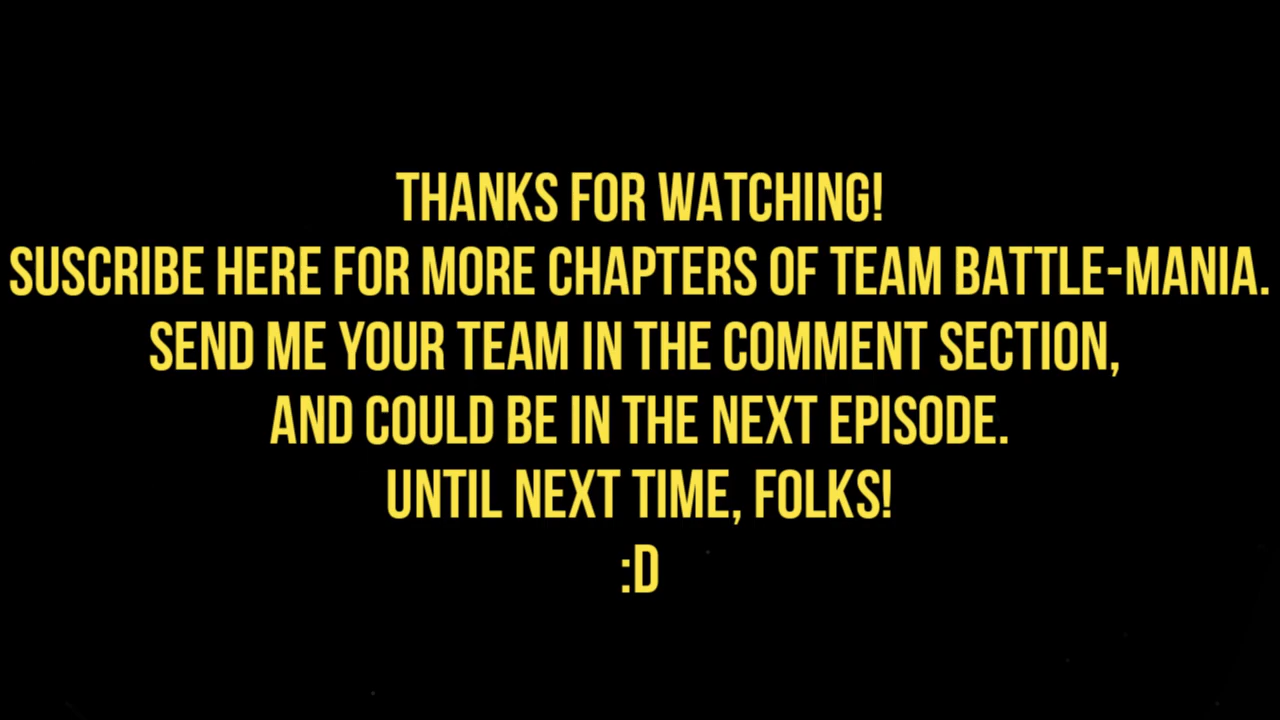 THANKS FOR WATCHING!
SUSCRIBE HERE FOR MORE CHAPTERS OF TEAM BATTLE-MANIA.
SEND ME YOUR TEAM IN THE COMMENT SECTION,
AND COULD BE IN THE NEXT EPISODE.
UNTIL NEXT TIME, FOLKS!
:D